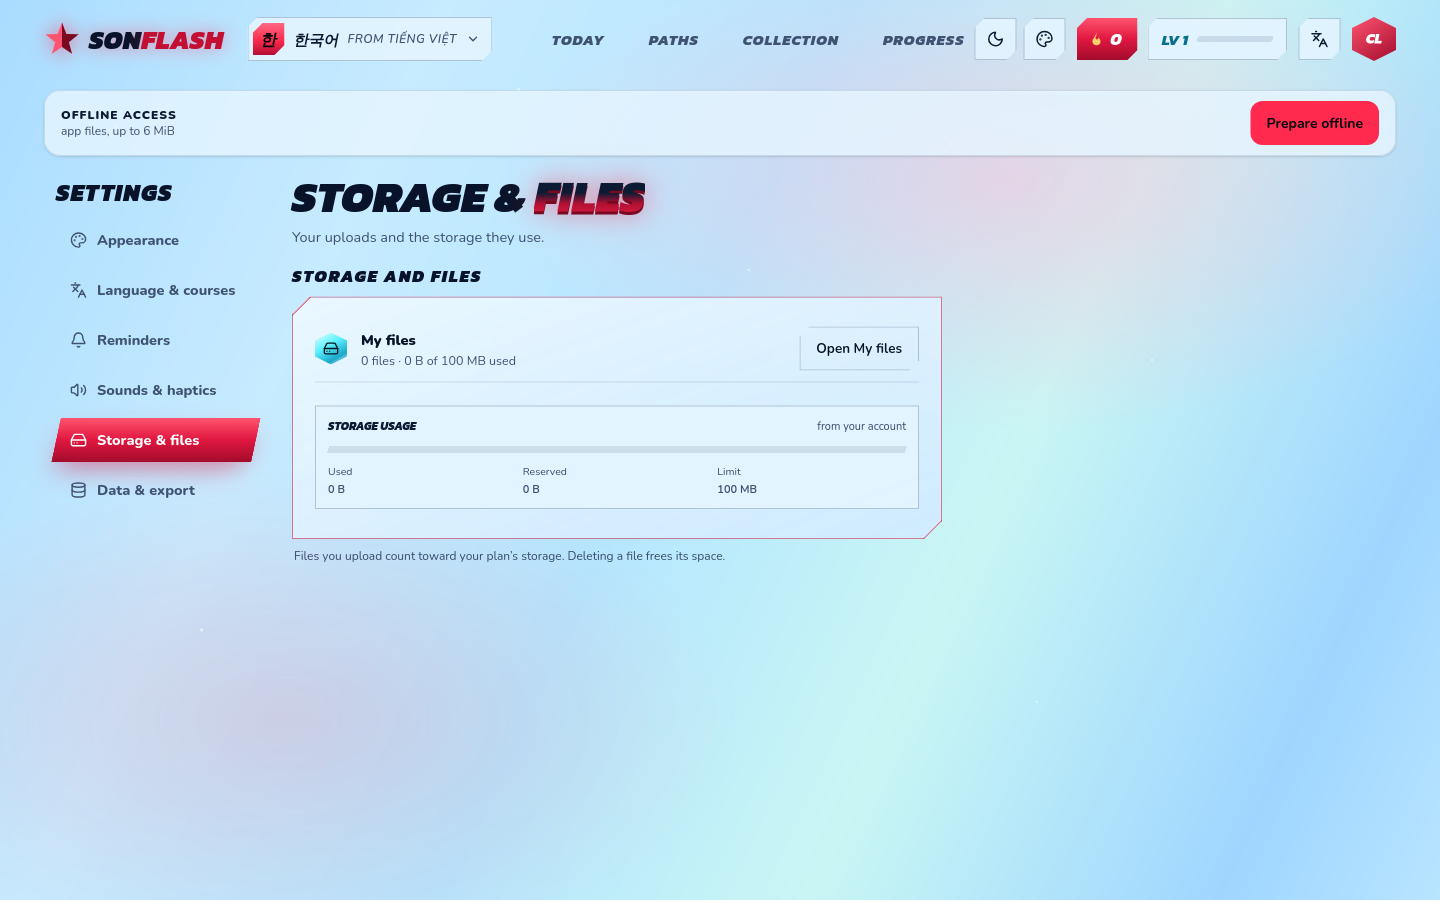 SONFLASH
한 한국어 FROM TIẾNG VIỆT
TODAY PATHS COLLECTION PROGRESS
0
LV 1
CL
OFFLINE ACCESS
app files, up to 6 MiB
Prepare offline
SETTINGS
Appearance
Language & courses
Reminders
Sounds & haptics
Storage & files
Data & export
STORAGE & FILES
Your uploads and the storage they use.
STORAGE AND FILES
My files
0 files · 0 B of 100 MB used
Open My files
STORAGE USAGE
from your account
Used Reserved Limit
0 B 0 B 100 MB
Files you upload count toward your plan's storage. Deleting a file frees its space.